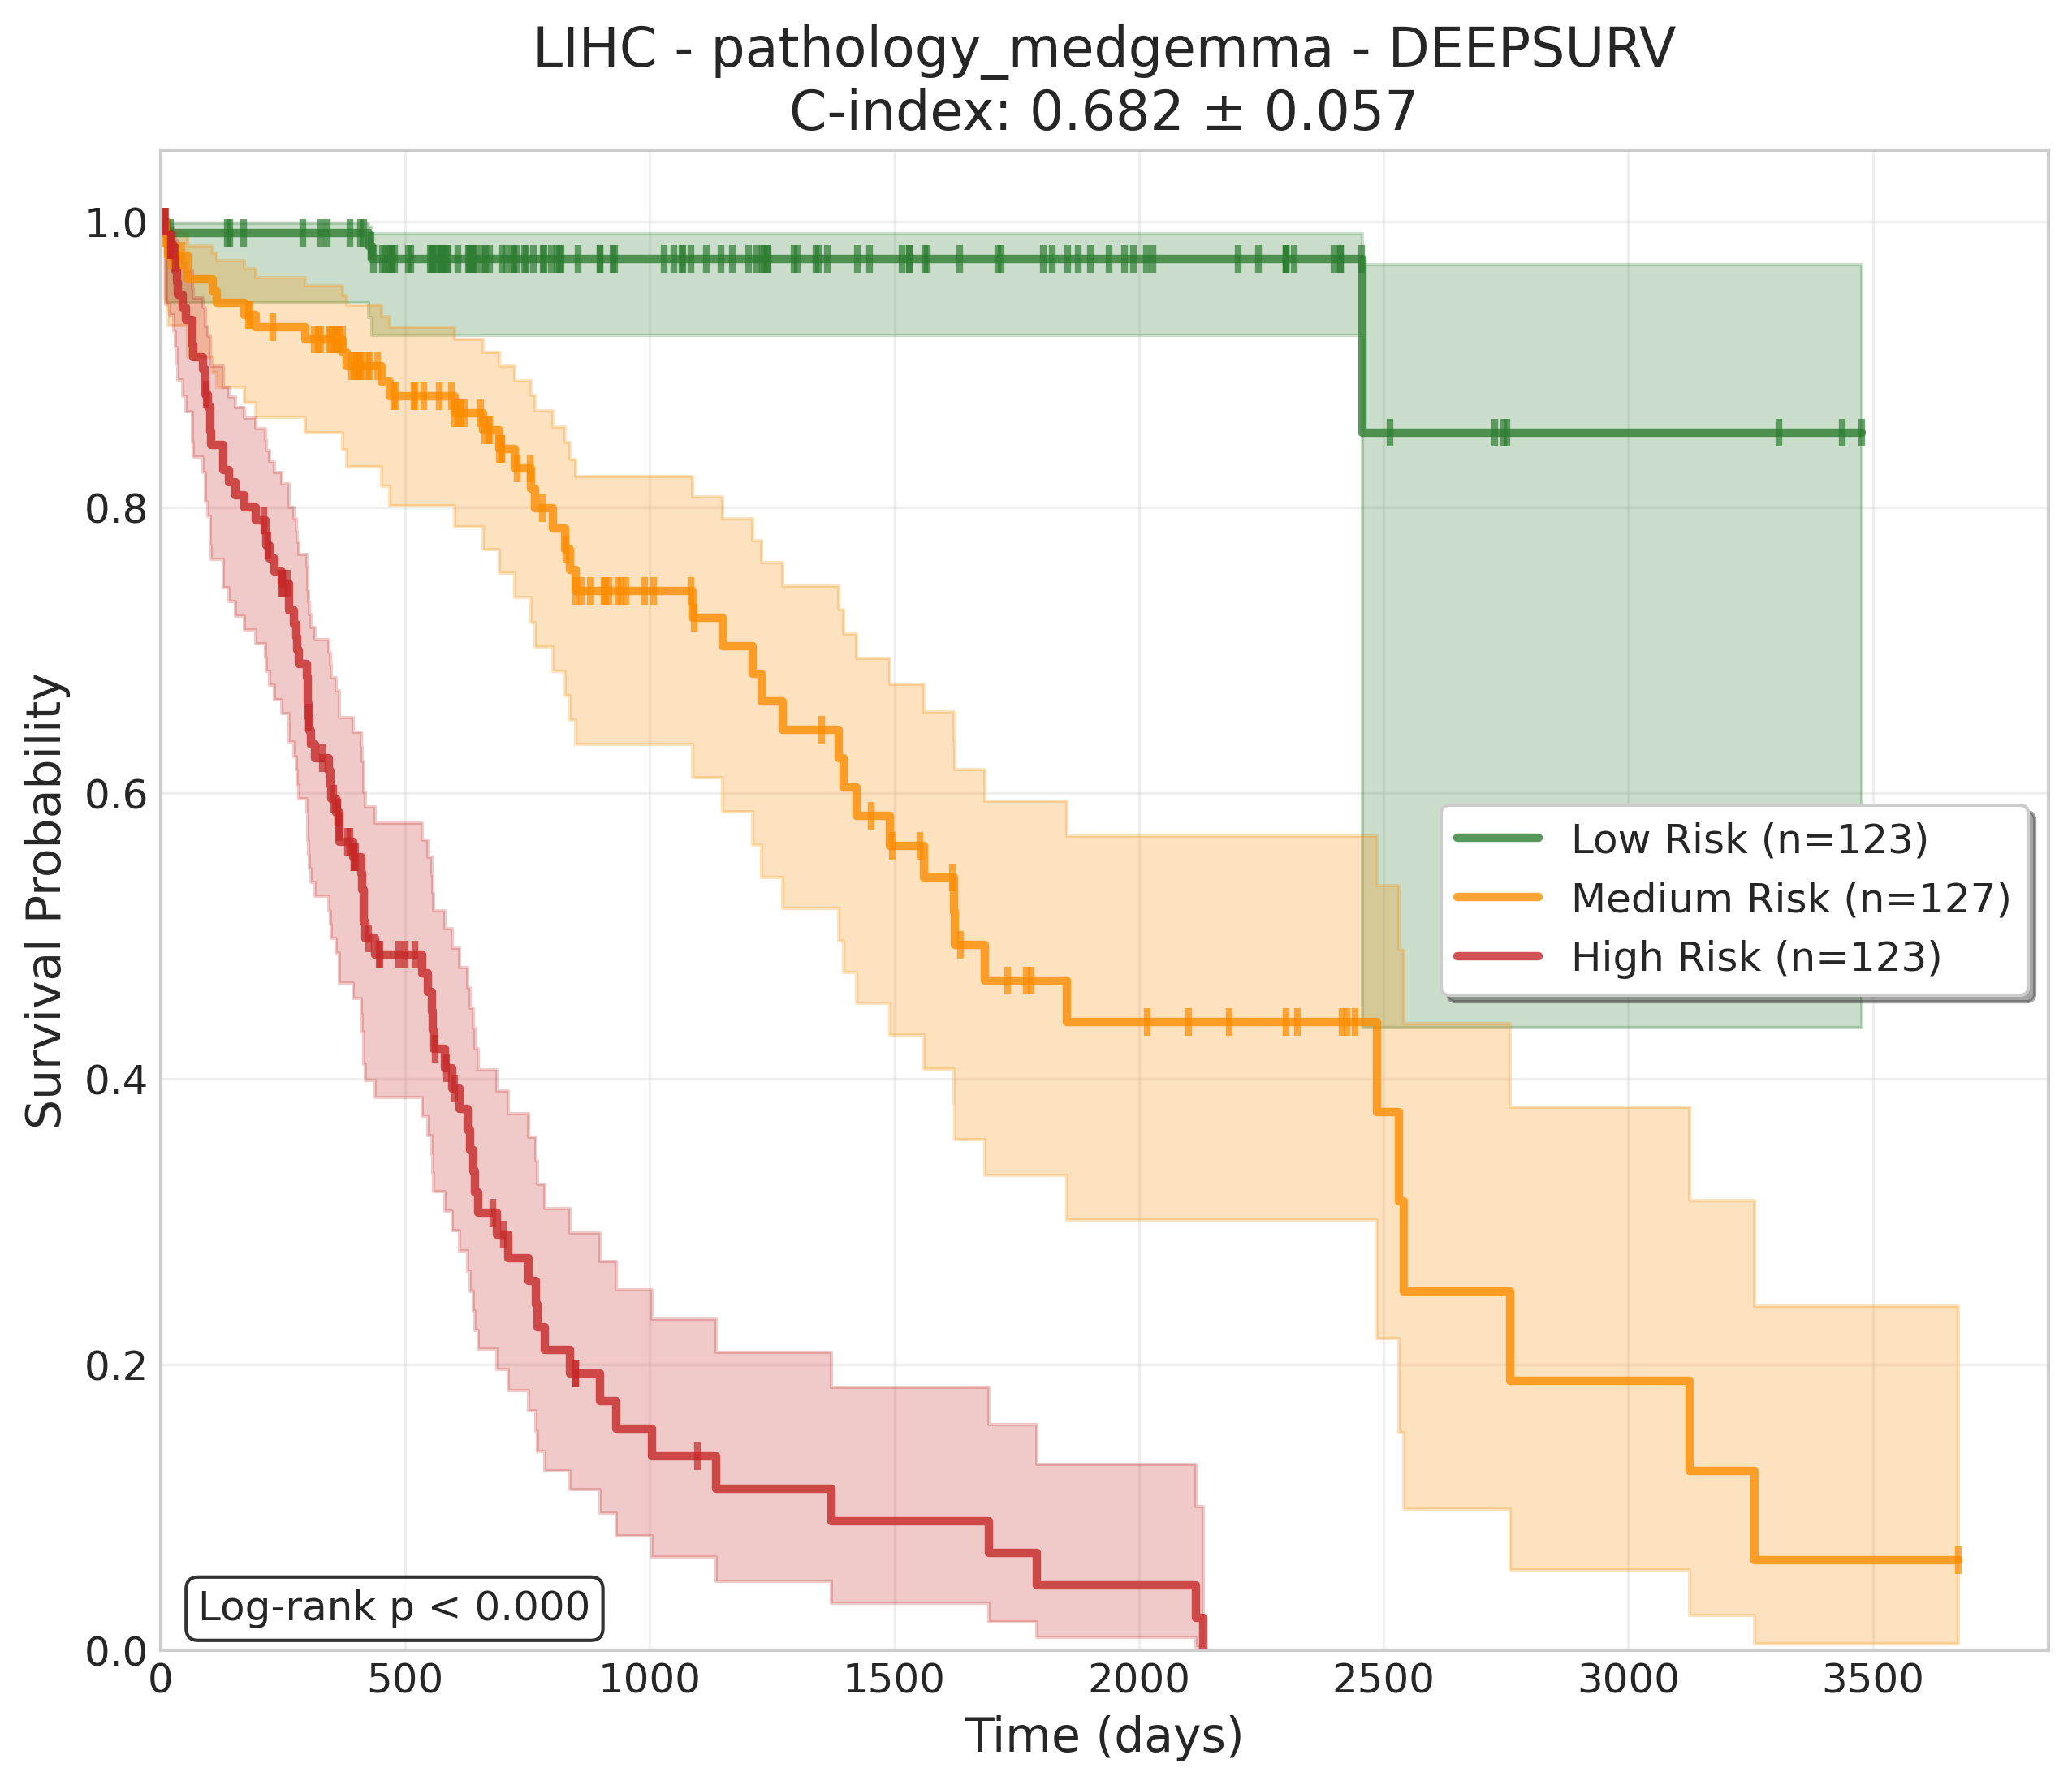 LIHC - pathology_medgemma - DEEPSURV
C-index: 0.682 ± 0.057
Survival Probability
1.0
0.8
0.6
0.4
0.2
0.0
Low Risk (n=123)
Medium Risk (n=127)
High Risk (n=123)
Log-rank p < 0.000
0 500 1000 1500 2000 2500 3000 3500
Time (days)